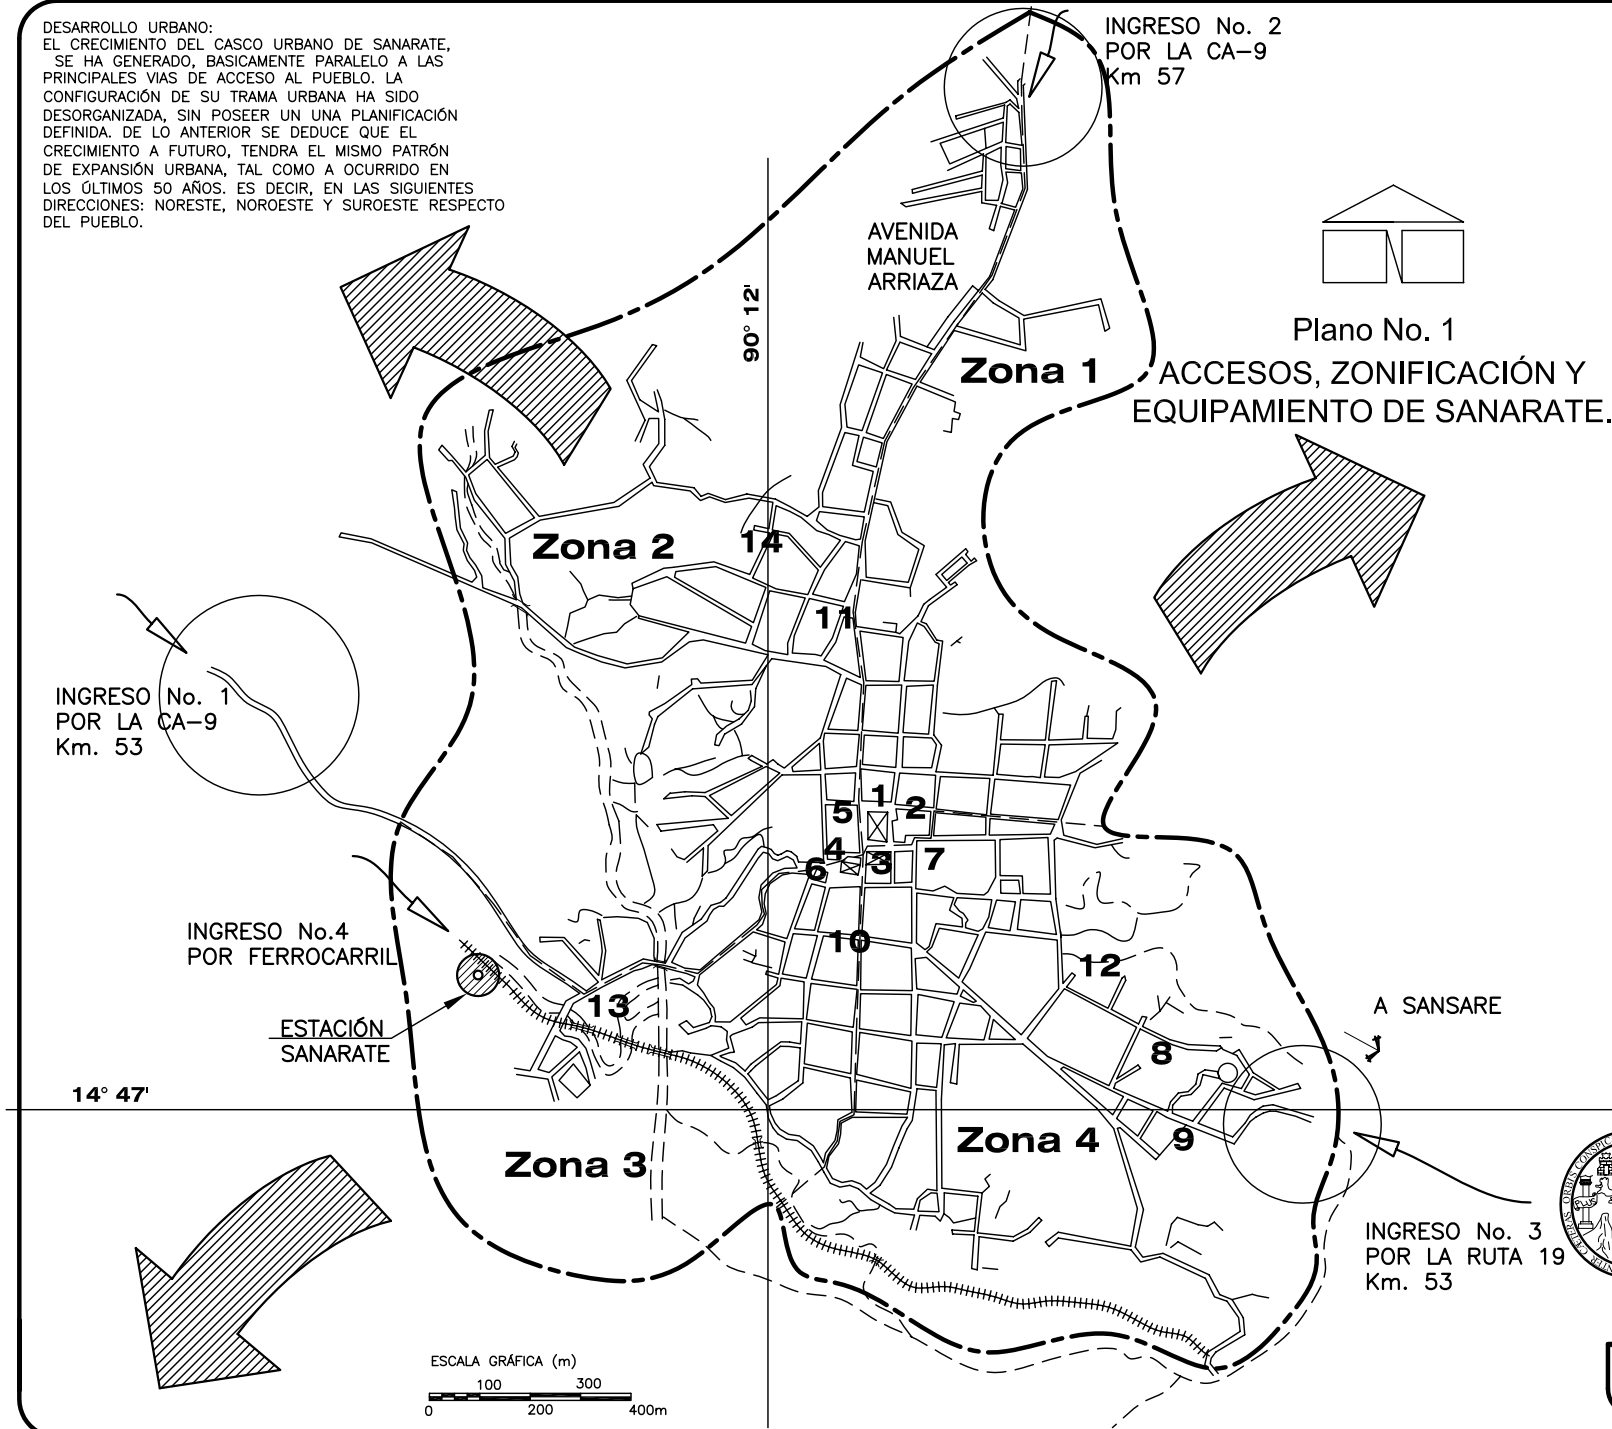 DESARROLLO URBANO:
EL CRECIMIENTO DEL CASCO URBANO DE SANARATE,
SE HA GENERADO, BASICAMENTE PARALELO A LAS
PRINCIPALES VIAS DE ACCESO AL PUEBLO. LA
CONFIGURACIÓN DE SU TRAMA URBANA HA SIDO
DESORGANIZADA, SIN POSEER UN UNA PLANIFICACIÓN
DEFINIDA. DE LO ANTERIOR SE DEDUCE QUE EL
CRECIMIENTO A FUTURO, TENDRA EL MISMO PATRÓN
DE EXPANSIÓN URBANA, TAL COMO A OCURRIDO EN
LOS ÚLTIMOS 50 AÑOS. ES DECIR, EN LAS SIGUIENTES
DIRECCIONES: NORESTE, NOROESTE Y SUROESTE RESPECTO
DEL PUEBLO.
INGRESO No. 2
POR LA CA-9
Km 57
AVENIDA
MANUEL
ARRIAZA
90° 12'
Plano No. 1
ACCESOS, ZONIFICACIÓN Y
EQUIPAMIENTO DE SANARATE.
Zona 1
Zona 2
14
11
INGRESO No. 1
POR LA CA-9
Km. 53
1
2
5
4
3
7
6
INGRESO No.4
POR FERROCARRIL
10
12
13
A SANSARE
ESTACIÓN
SANARATE
8
14° 47'
Zona 4
9
Zona 3
INGRESO No. 3
POR LA RUTA 19
Km. 53
ESCALA GRÁFICA (m)
100 300
0 200 400m